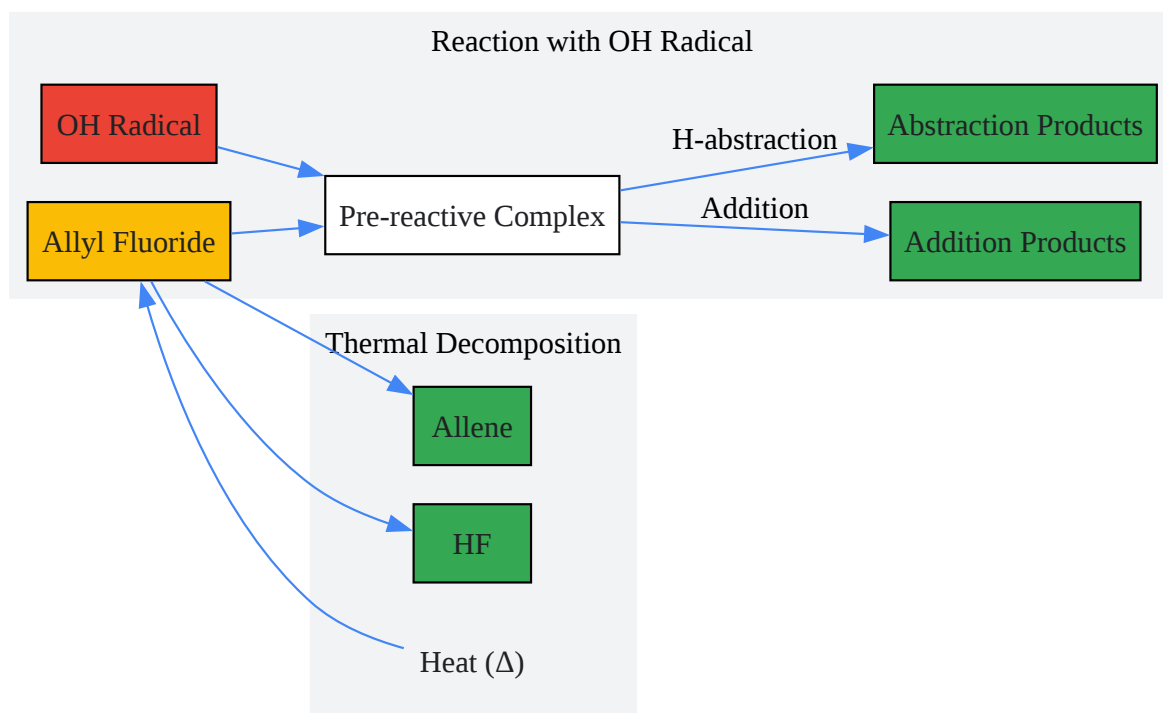 Reaction with OH Radical
OH Radical
Allyl Fluoride
Pre-reactive Complex
H-abstraction
Addition
Abstraction Products
Addition Products
Thermal Decomposition
Allene
HF
Heat (Δ)